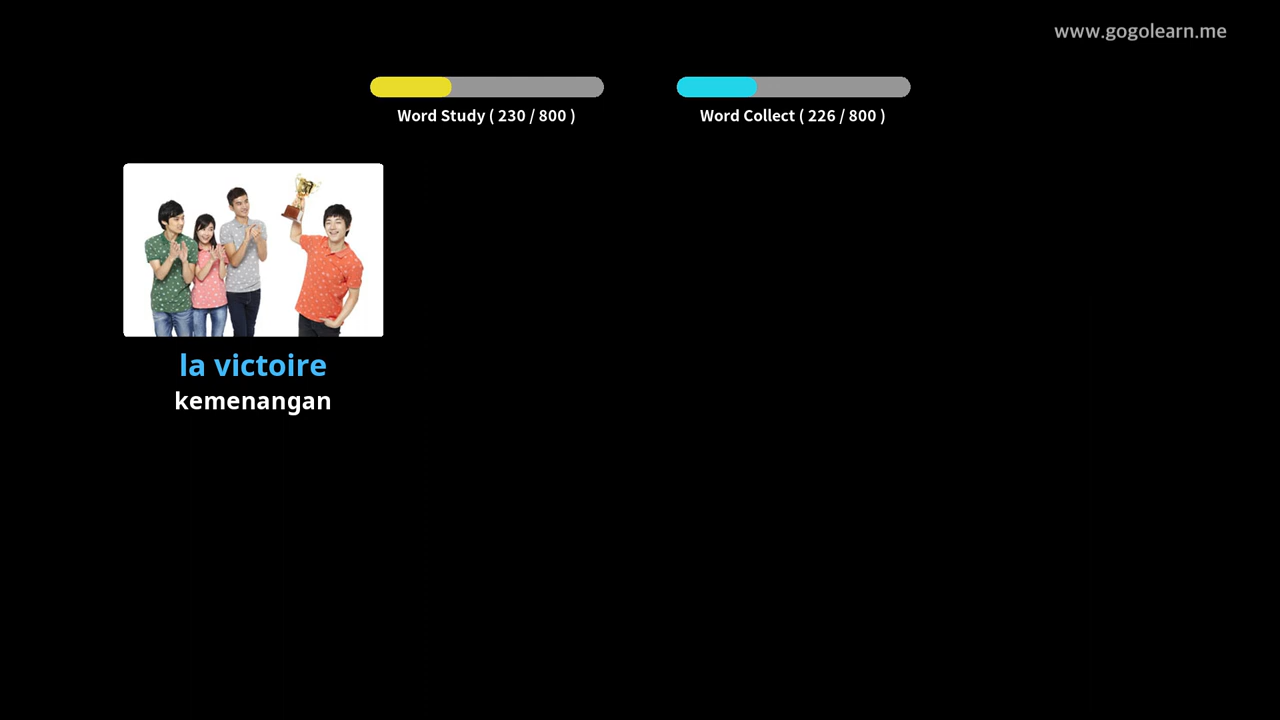 www.gogolearn.me
Word Study ( 230 / 800 )
Word Collect ( 226 / 800 )
la victoire
kemenangan